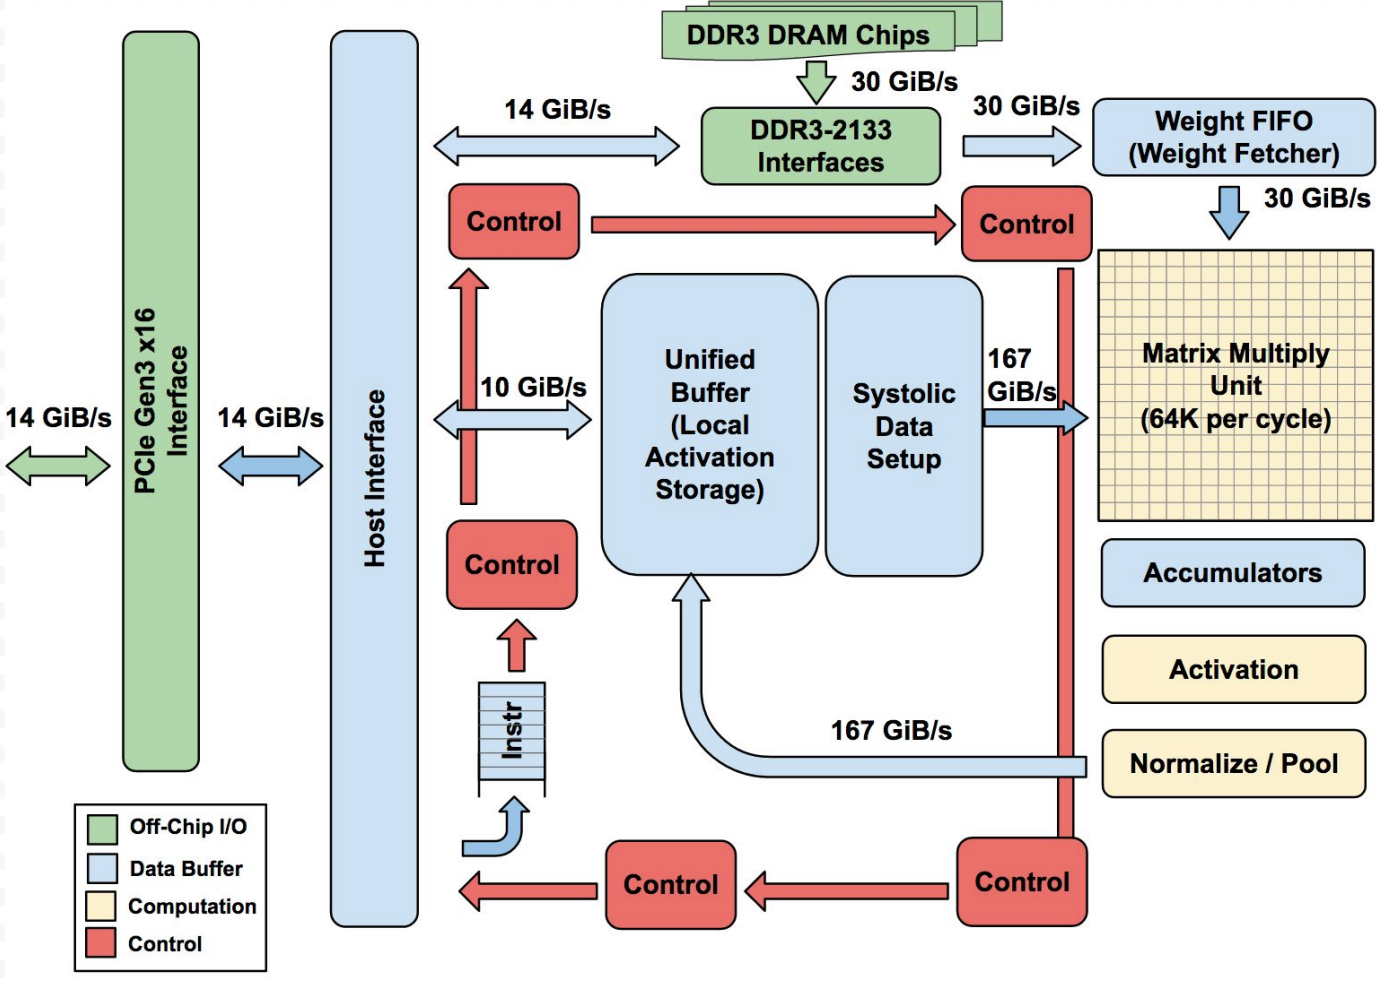 DDR3 DRAM Chips
30 GiB/s
14 GiB/s
DDR3-2133
Interfaces
30 GiB/s
Weight FIFO
(Weight Fetcher)
30 GiB/s
Control
Control
PCIe Gen3 x16
Interface
14 GiB/s
14 GiB/s
Host Interface
10 GiB/s
Unified
Buffer
(Local
Activation
Storage)
Systolic
Data
Setup
167
GiB/s
Matrix Multiply
Unit
(64K per cycle)
Control
Accumulators
Activation
Instr
167 GiB/s
Normalize / Pool
Control
Control
Off-Chip I/O
Data Buffer
Computation
Control